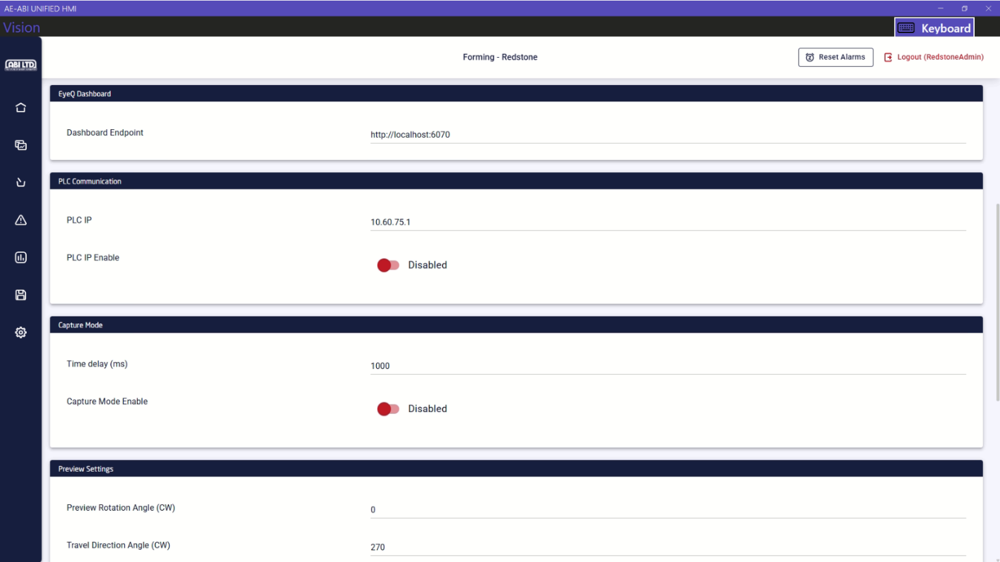 AE-ABI UNIFIED HMI
Vision
Keyboard
ABI LTD
Forming - Redstone
Reset Alarms
Logout (RedstoneAdmin)
EyeQ Dashboard
Dashboard Endpoint
http://localhost:6070
PLC Communication
PLC IP
10.60.75.1
PLC IP Enable
Disabled
Capture Mode
Time delay (ms)
1000
Capture Mode Enable
Disabled
Preview Settings
Preview Rotation Angle (CW)
0
Travel Direction Angle (CW)
270